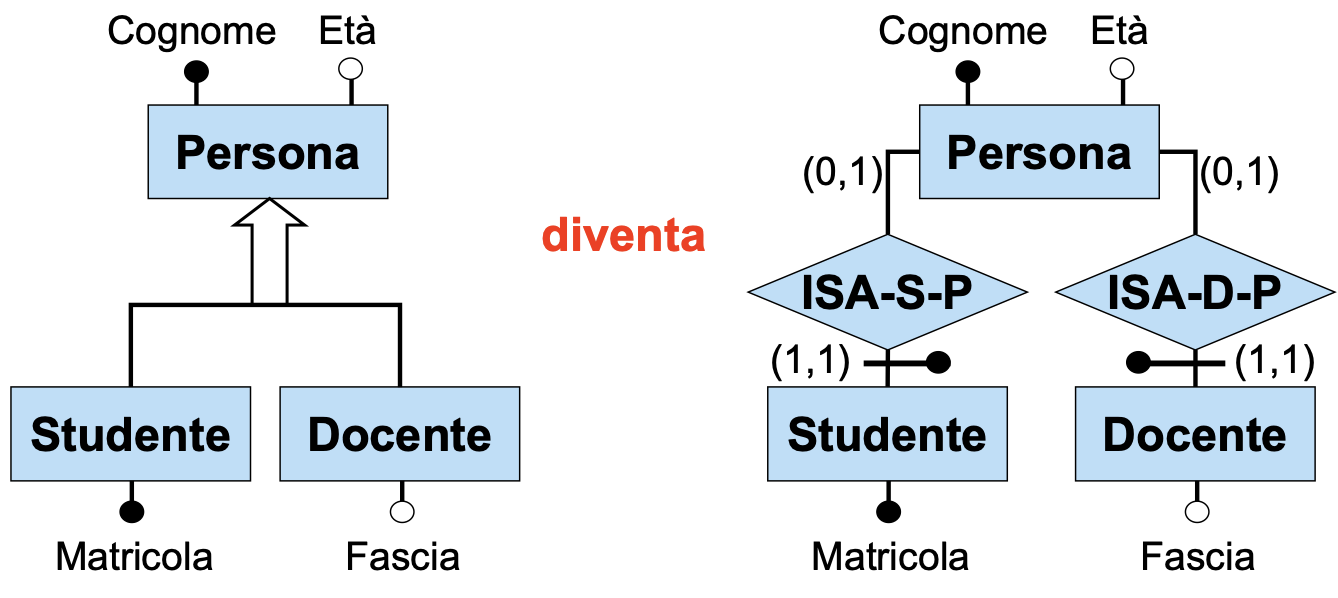 Cognome Età
Persona
Studente Docente
Matricola Fascia
diventa
Cognome Età
Persona
(0,1) (0,1)
ISA-S-P ISA-D-P
(1,1) (1,1)
Studente Docente
Matricola Fascia